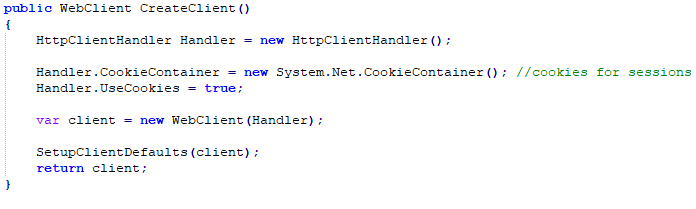 public WebClient CreateClient()
{
HttpClientHandler Handler = new HttpClientHandler();
Handler.CookieContainer = new System.Net.CookieContainer(); //cookies for sessions
Handler.UseCookies = true;
var client = new WebClient(Handler);
SetupClientDefaults(client);
return client;
}